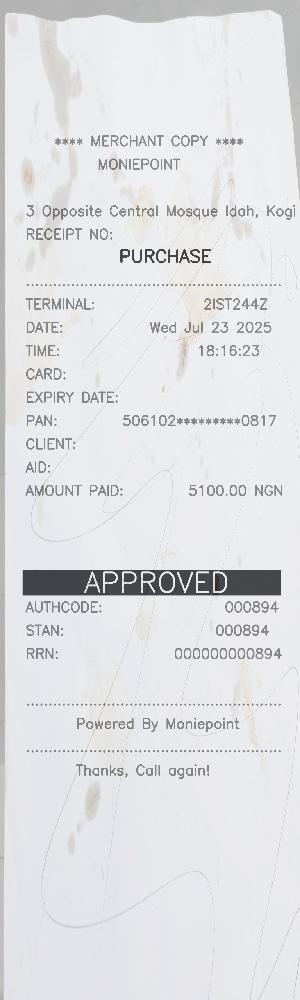 **** MERCHANT COPY ****
MONIEPOINT
3 Opposite Central Mosque Idah, Kogi
RECEIPT NO:
PURCHASE
TERMINAL: 2IST244Z
DATE: Wed Jul 23 2025
TIME: 18:16:23
CARD:
EXPIRY DATE:
PAN: 506102*********0817
CLIENT:
AID:
AMOUNT PAID: 5100.00 NGN
APPROVED
AUTHCODE: 000894
STAN: 000894
RRN: 000000000894
Powered By Moniepoint
Thanks, Call again!